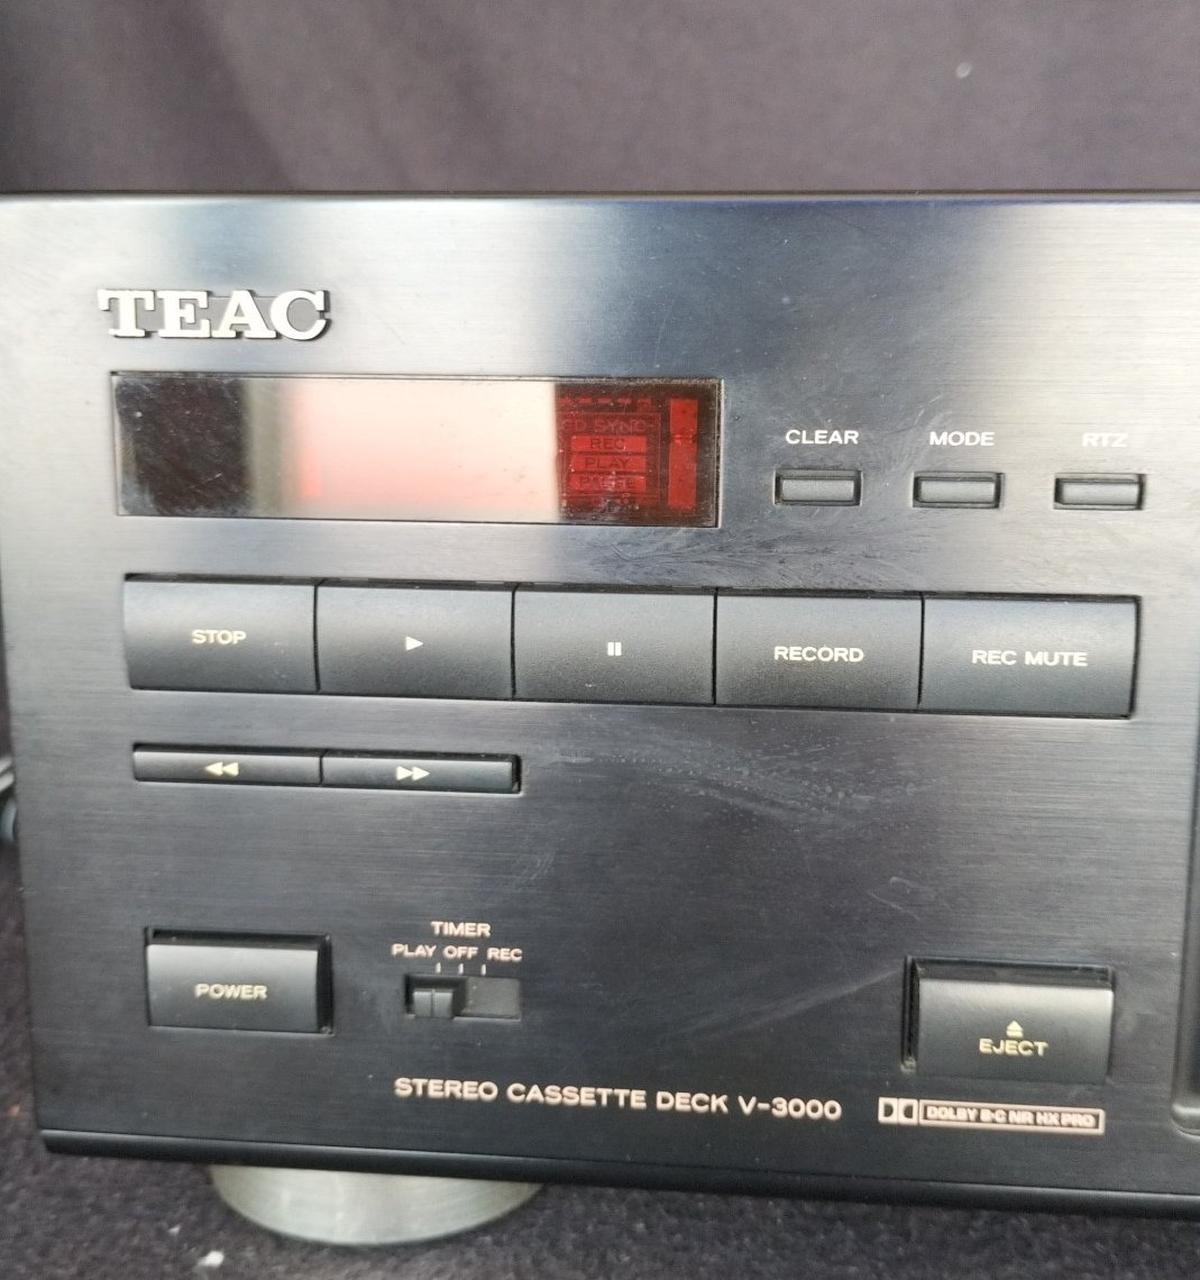 TEAC
CD SYNC
REC
PLAY
PAUSE
CLEAR MODE RTZ
STOP RECORD REC MUTE
TIMER
PLAY OFF REC
POWER
EJECT
STEREO CASSETTE DECK V-3000
DOLBY B·C NR HX PRO